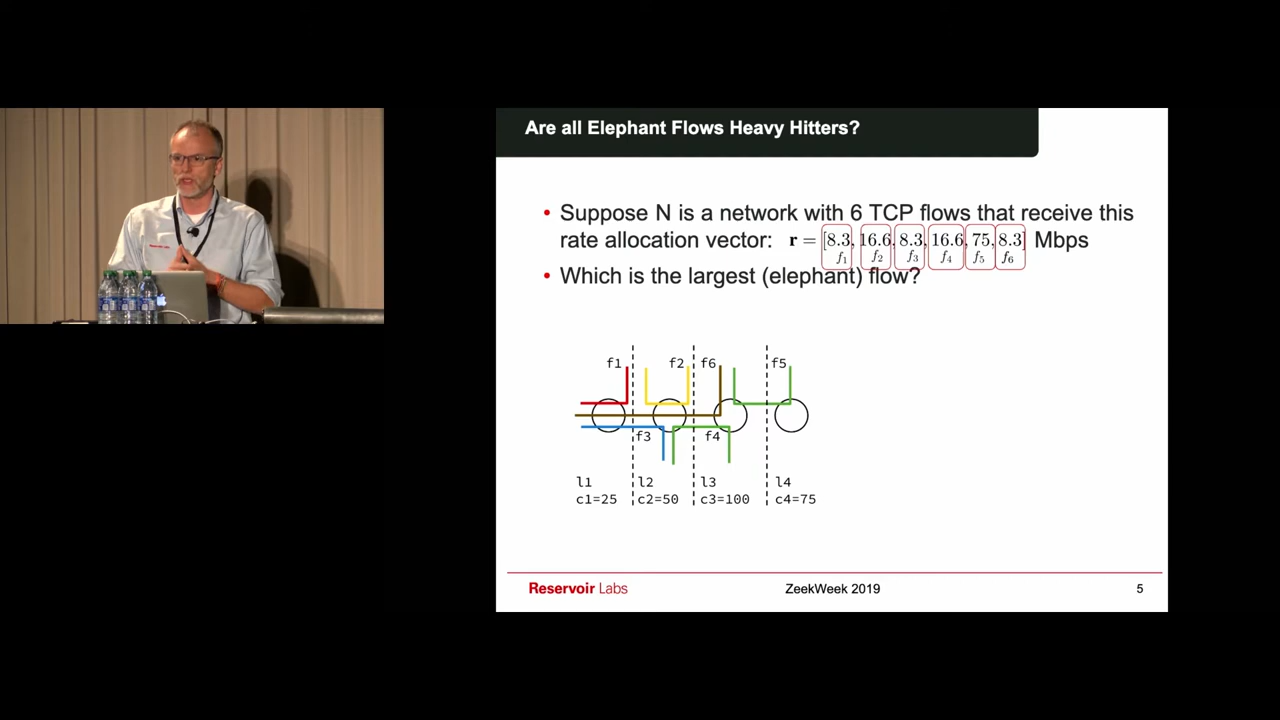 Are all Elephant Flows Heavy Hitters?
• Suppose N is a network with 6 TCP flows that receive this
rate allocation vector: r = [8.3, 16.6, 8.3, 16.6, 75, 8.3] Mbps
f1 f2 f3 f4 f5 f6
• Which is the largest (elephant) flow?
f1 f2 f6 f5
f3 f4
l1 l2 l3 l4
c1=25 c2=50 c3=100 c4=75
Reservoir Labs ZeekWeek 2019 5